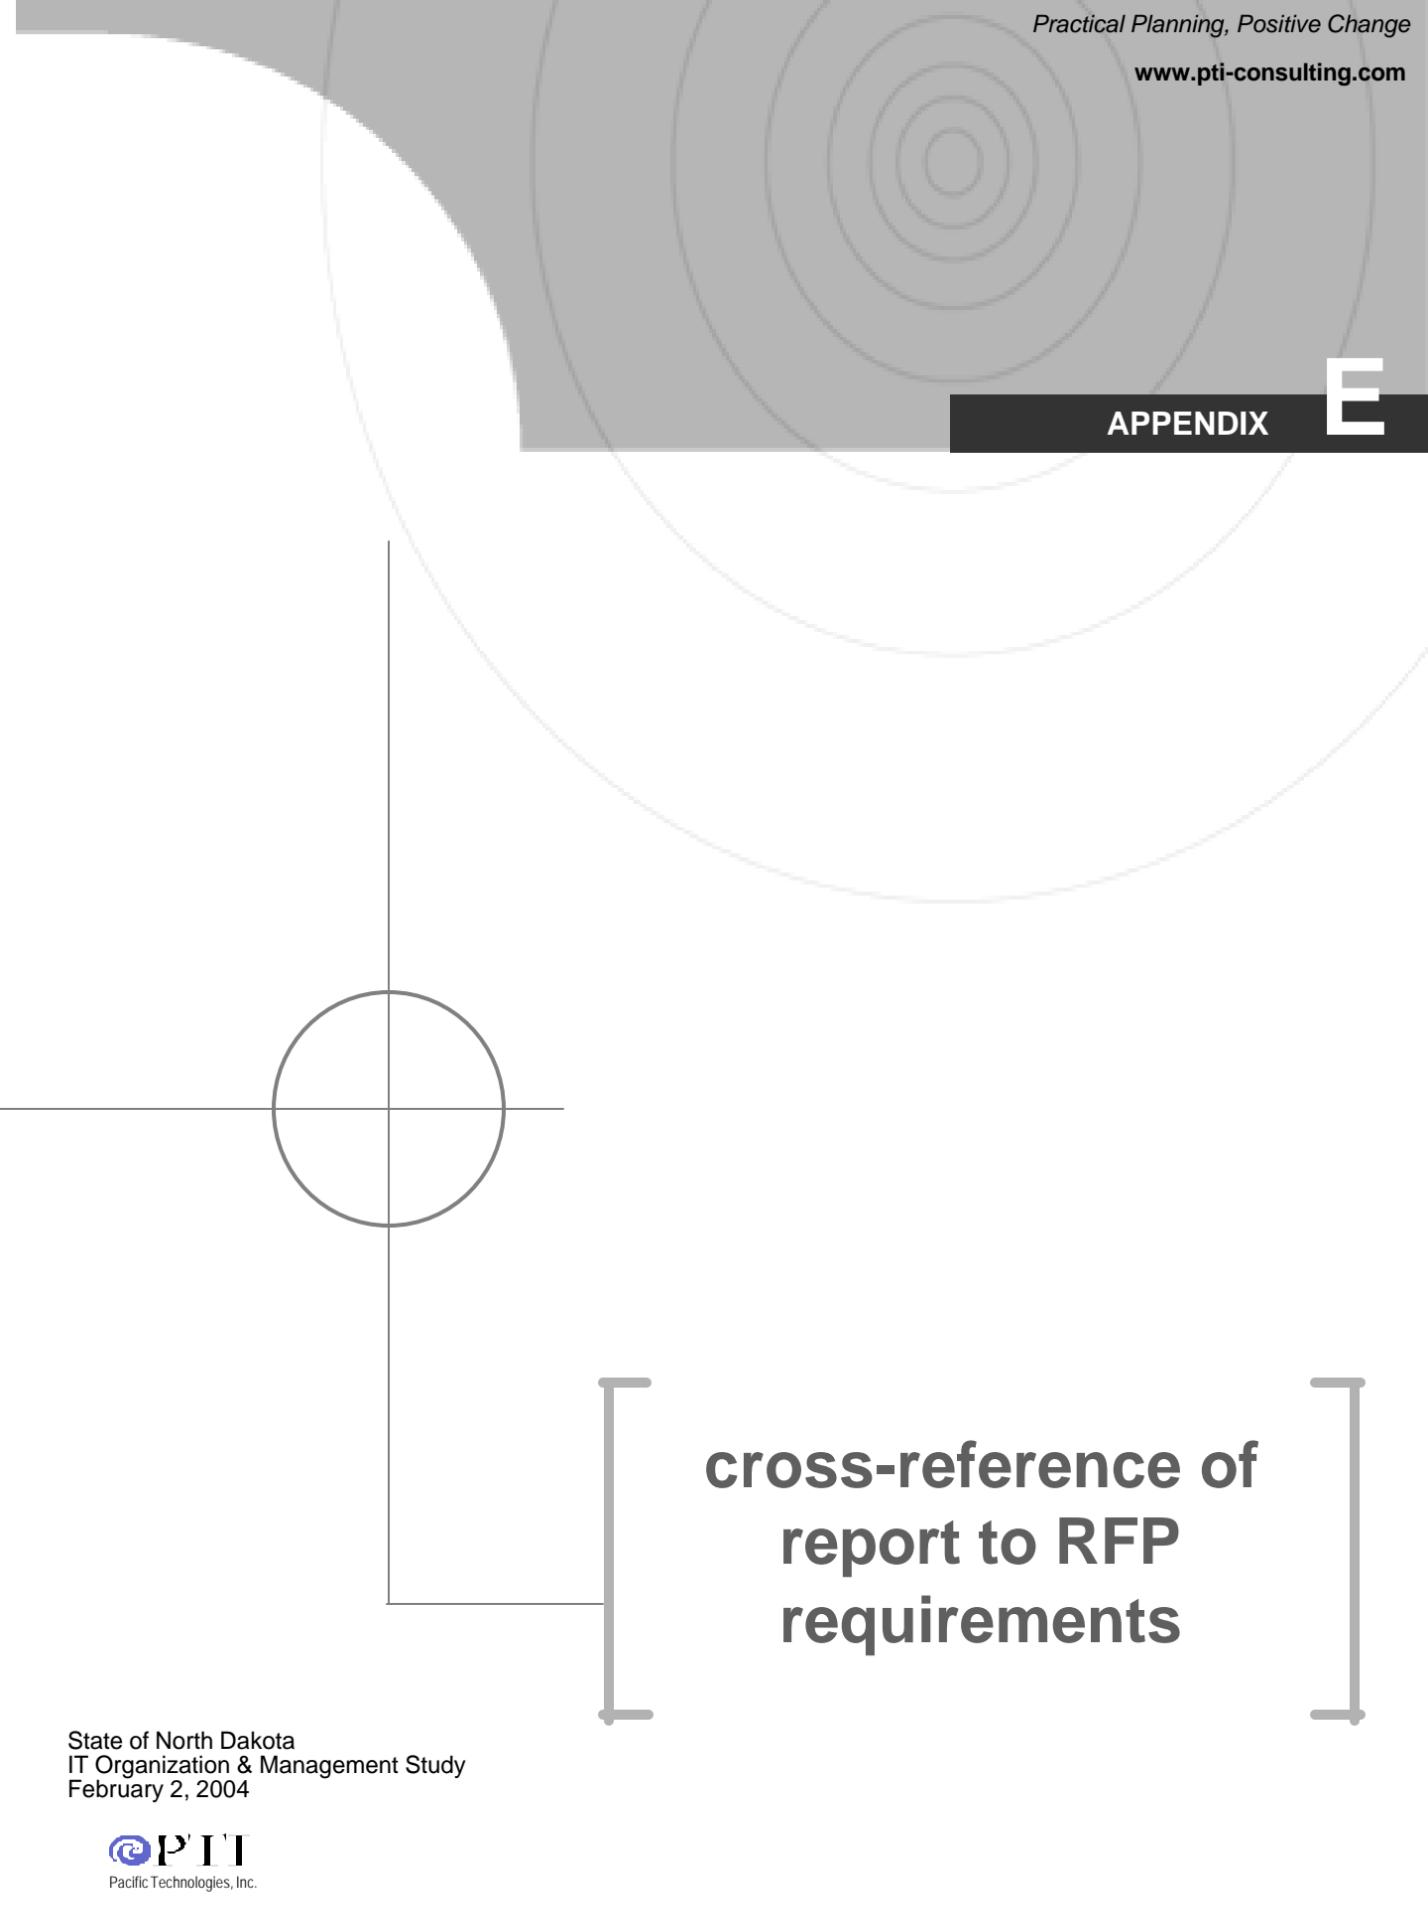 Practical Planning, Positive Change
www.pti-consulting.com
APPENDIX E
cross-reference of
report to RFP
requirements
State of North Dakota
IT Organization & Management Study
February 2, 2004
PTI
Pacific Technologies, Inc.